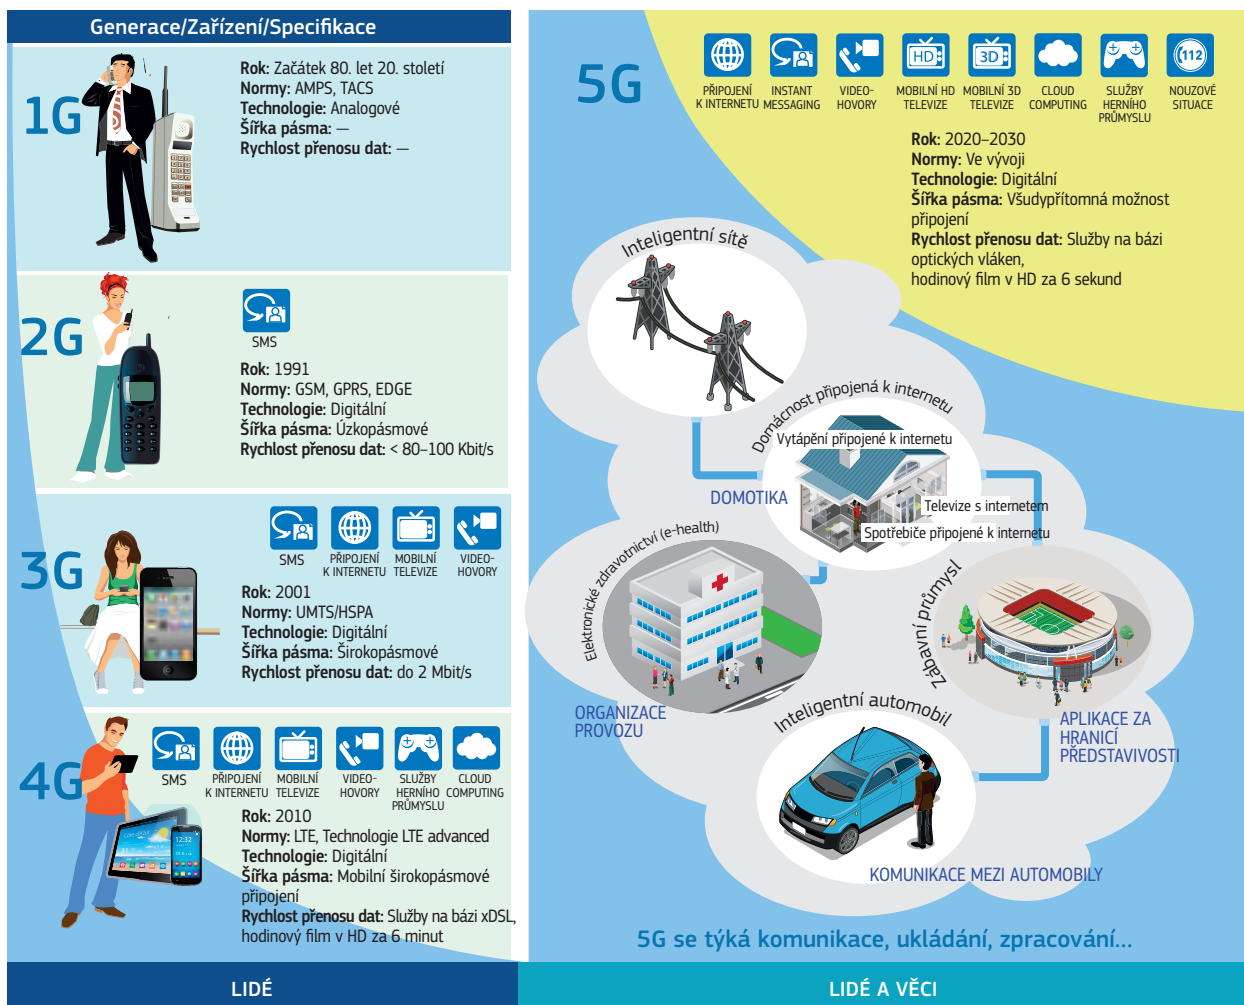 Generace/Zařízení/Specifikace
1G
Rok: Začátek 80. let 20. století
Normy: AMPS, TACS
Technologie: Analogové
Šířka pásma: —
Rychlost přenosu dat: —
2G
SMS
Rok: 1991
Normy: GSM, GPRS, EDGE
Technologie: Digitální
Šířka pásma: Úzkopásmové
Rychlost přenosu dat: < 80–100 Kbit/s
3G
SMS
PŘIPOJENÍ
K INTERNETU
MOBILNÍ
TELEVIZE
VIDEO-
HOVORY
Rok: 2001
Normy: UMTS/HSPA
Technologie: Digitální
Šířka pásma: Širokopásmové
Rychlost přenosu dat: do 2 Mbit/s
4G
SMS
PŘIPOJENÍ
K INTERNETU
MOBILNÍ
TELEVIZE
VIDEO-
HOVORY
SLUŽBY
HERNÍHO
PRŮMYSLU
CLOUD
COMPUTING
12:32
Rok: 2010
Normy: LTE, Technologie LTE advanced
Technologie: Digitální
Šířka pásma: Mobilní širokopásmové
připojení
Rychlost přenosu dat: Služby na bázi xDSL,
hodinový film v HD za 6 minut
LIDÉ
5G
PŘIPOJENÍ
K INTERNETU
INSTANT
MESSAGING
VIDEO-
HOVORY
HD
MOBILNÍ HD
TELEVIZE
3D
MOBILNÍ 3D
TELEVIZE
CLOUD
COMPUTING
SLUŽBY
HERNÍHO
PRŮMYSLU
112
NOUZOVÉ
SITUACE
Rok: 2020–2030
Normy: Ve vývoji
Technologie: Digitální
Šířka pásma: Všudypřítomná možnost
připojení
Rychlost přenosu dat: Služby na bázi
optických vláken,
hodinový film v HD za 6 sekund
Inteligentní sítě
Domácnost připojená k internetu
Vytápění připojené k internetu
Televize s internetem
Spotřebiče připojené k internetu
DOMOTIKA
Elektronické zdravotnictví (e-health)
ORGANIZACE
PROVOZU
Zábavní průmysl
APLIKACE ZA
HRANICÍ
PŘEDSTAVIVOSTI
Inteligentní automobil
KOMUNIKACE MEZI AUTOMOBILY
5G se týká komunikace, ukládání, zpracování...
LIDÉ A VĚCI